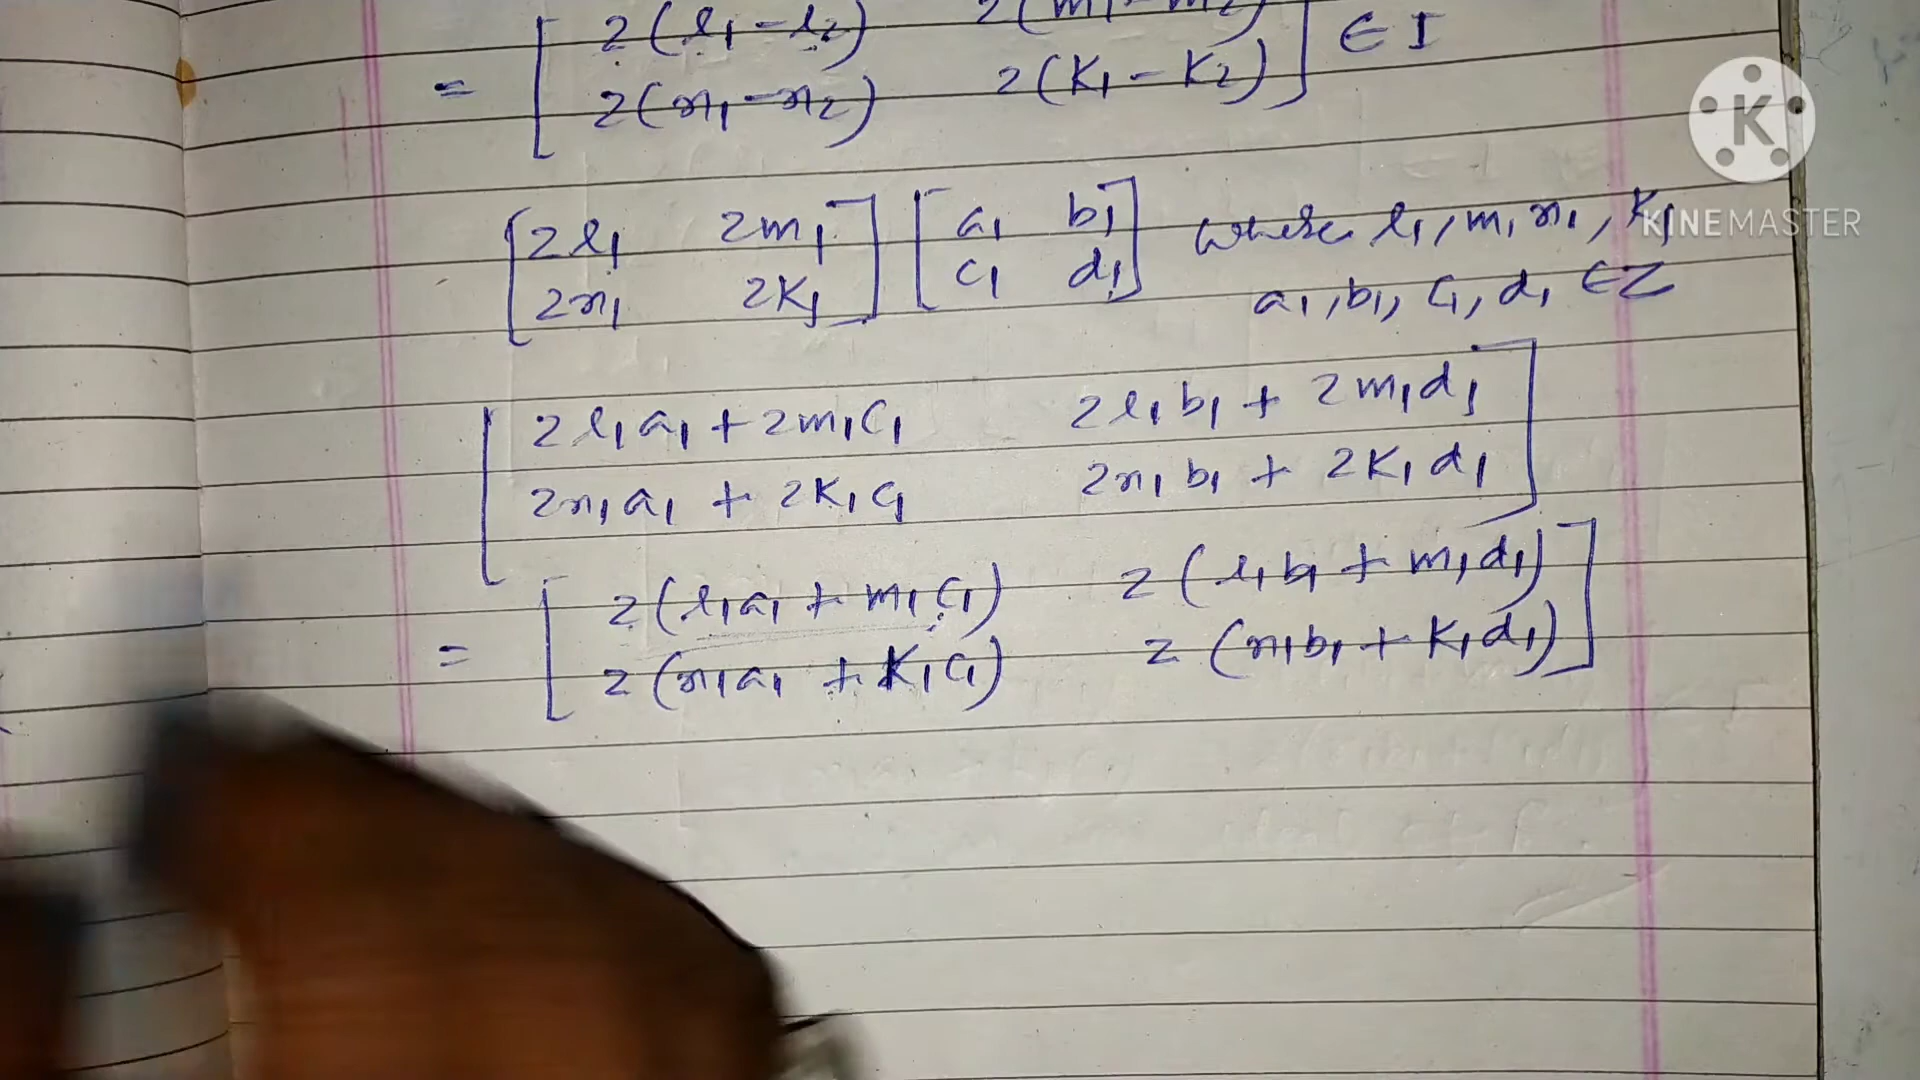 2(l1-l2) 2(m1-m2)
= 2(n1-n2) 2(K1-K2) ∈ I
K
KINEMASTER
[2l1 2m1] [a1 b1] where l1, m1 n1, K1
[2n1 2K1] [c1 d1] a1, b1, c1, d1 ∈ Z
2l1a1 + 2m1c1 2l1b1 + 2m1d1
2n1a1 + 2K1c1 2n1b1 + 2K1d1
= 2(l1a1 + m1c1) 2(l1b1 + m1d1)
2(n1a1 + K1c1) 2(n1b1 + K1d1)